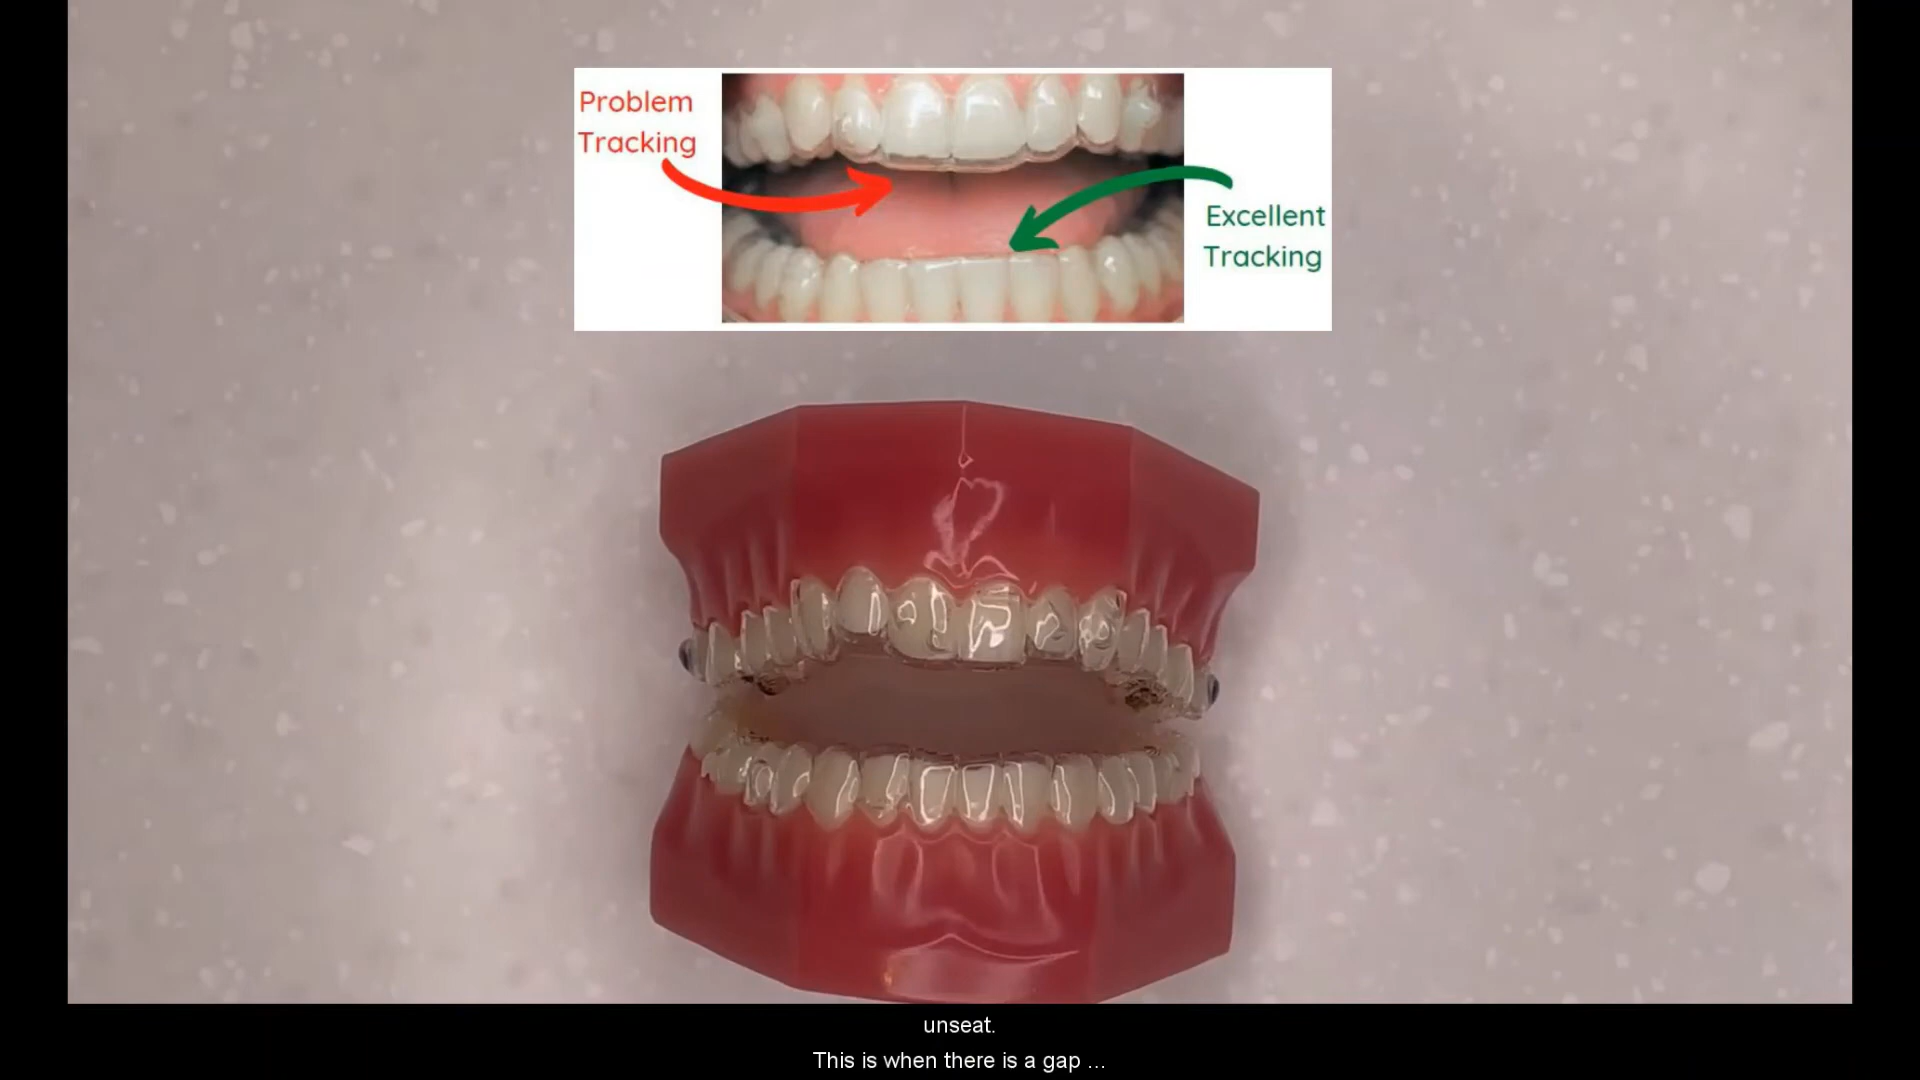 Problem
Tracking
Excellent
Tracking
unseat.
This is when there is a gap ...